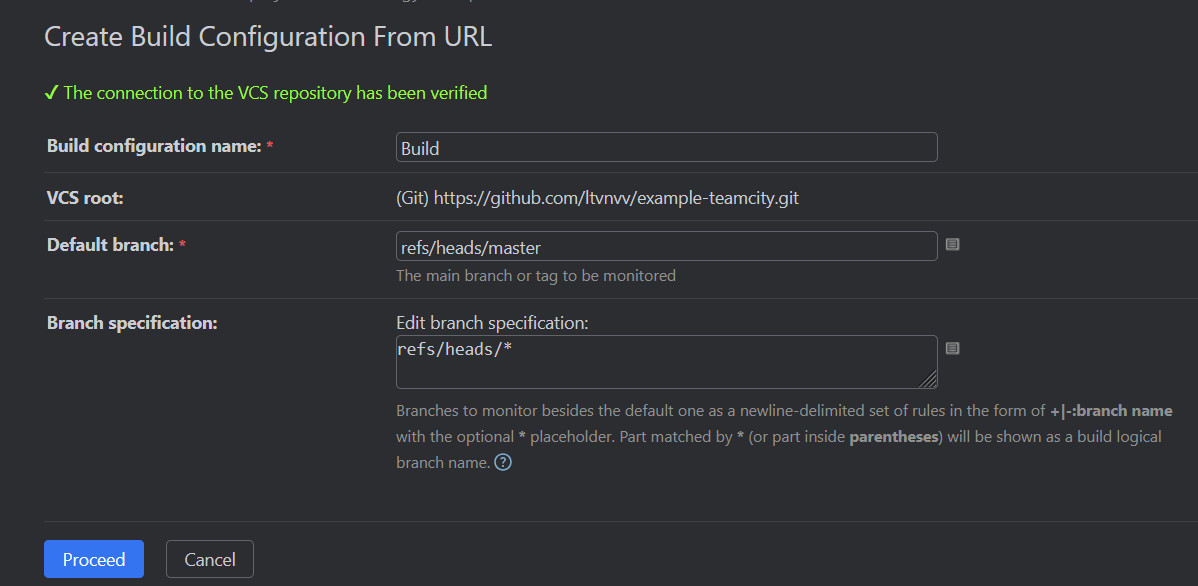 Create Build Configuration From URL
✓ The connection to the VCS repository has been verified
Build configuration name: * Build
VCS root: (Git) https://github.com/ltvnvv/example-teamcity.git
Default branch: * refs/heads/master
The main branch or tag to be monitored
Branch specification: Edit branch specification:
refs/heads/*
Branches to monitor besides the default one as a newline-delimited set of rules in the form of +|-:branch name
with the optional * placeholder. Part matched by * (or part inside parentheses) will be shown as a build logical
branch name. ?
Proceed Cancel